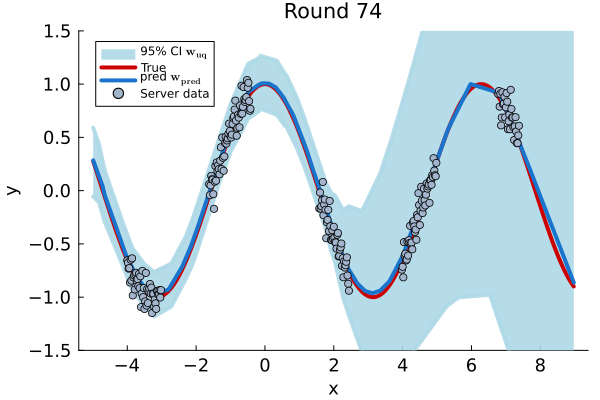 Round 74
1.5
1.0
0.5
0.0
−0.5
−1.0
−1.5
y
95% CI w_uq
True
pred w_pred
Server data
−4 −2 0 2 4 6 8
x